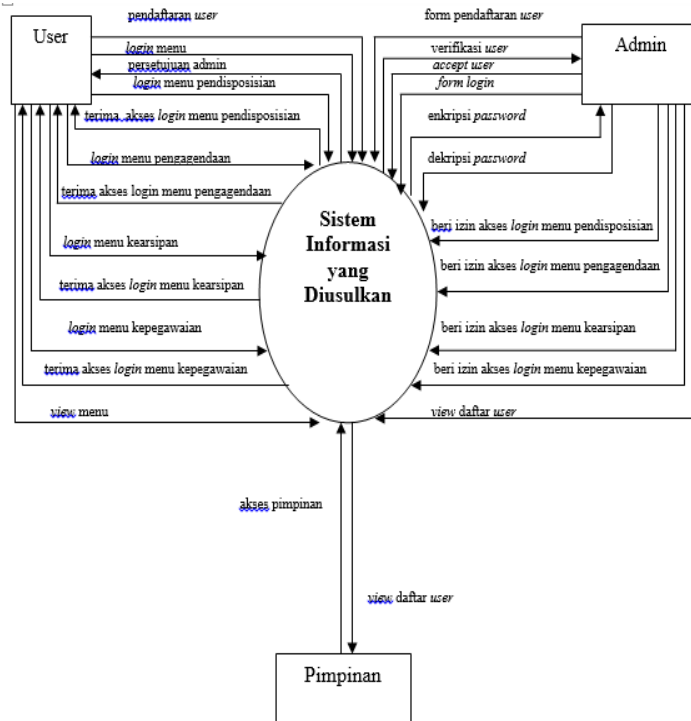 pendaftaran user
form pendaftaran user
User
Admin
login menu
verifikasi user
persetujuan admin
accept user
login menu pendisposisian
form login
terima akses login menu pendisposisian
enkripsi password
login menu pengagendaan
dekripsi password
terima akses login menu pengagendaan
Sistem
Informasi
yang
Diusulkan
beri izin akses login menu pendisposisian
login menu kearsipan
beri izin akses login menu pengagendaan
terima akses login menu kearsipan
login menu kepegawaian
beri izin akses login menu kearsipan
terima akses login menu kepegawaian
beri izin akses login menu kepegawaian
view menu
view daftar user
akses pimpinan
view daftar user
Pimpinan